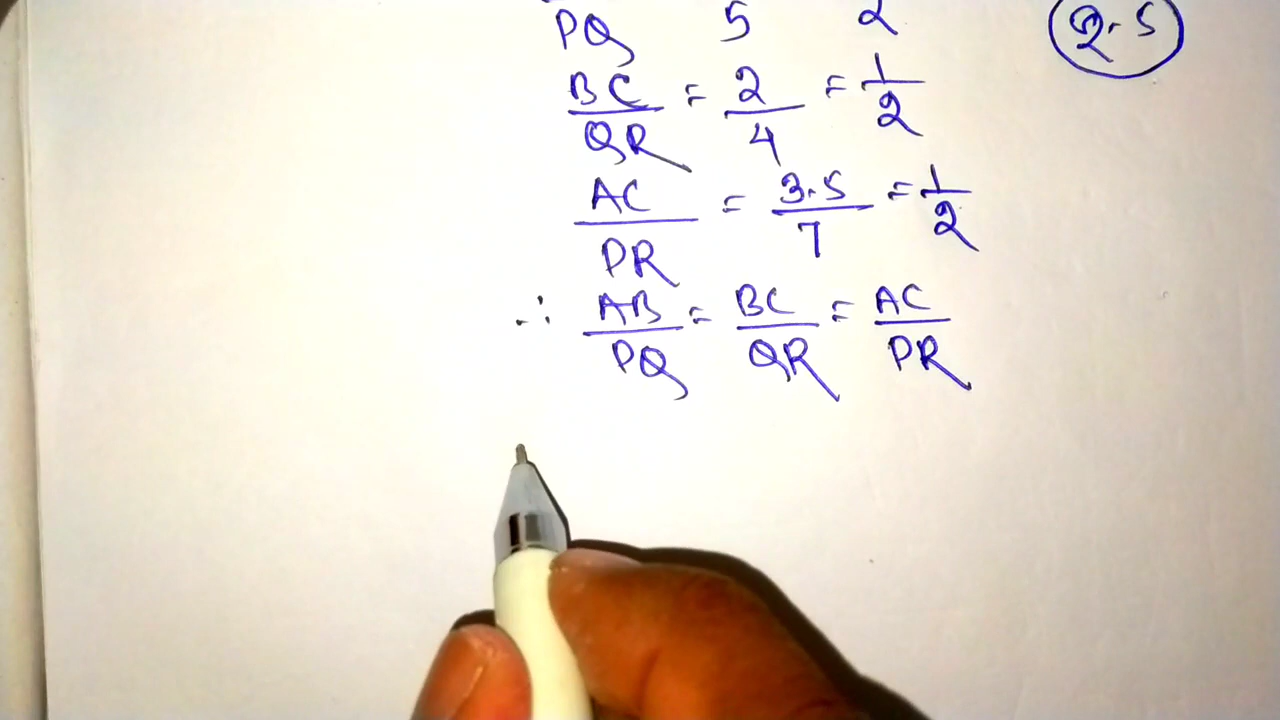 PQ 5 2 2.5
BC/QR = 2/4 = 1/2
AC/PR = 3.5/7 = 1/2
∴ AB/PQ = BC/QR = AC/PR